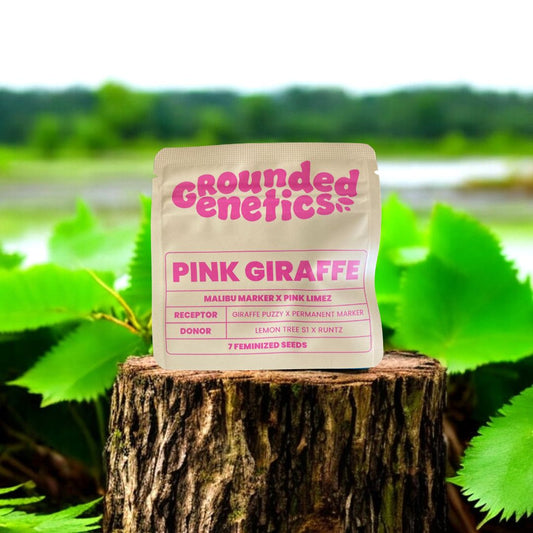 GRounded
Genetics
PINK GIRAFFE
MALIBU MARKER X PINK LIMEZ
RECEPTOR GIRAFFE PUZZY X PERMANENT MARKER
DONOR LEMON TREE S1 X RUNTZ
7 FEMINIZED SEEDS